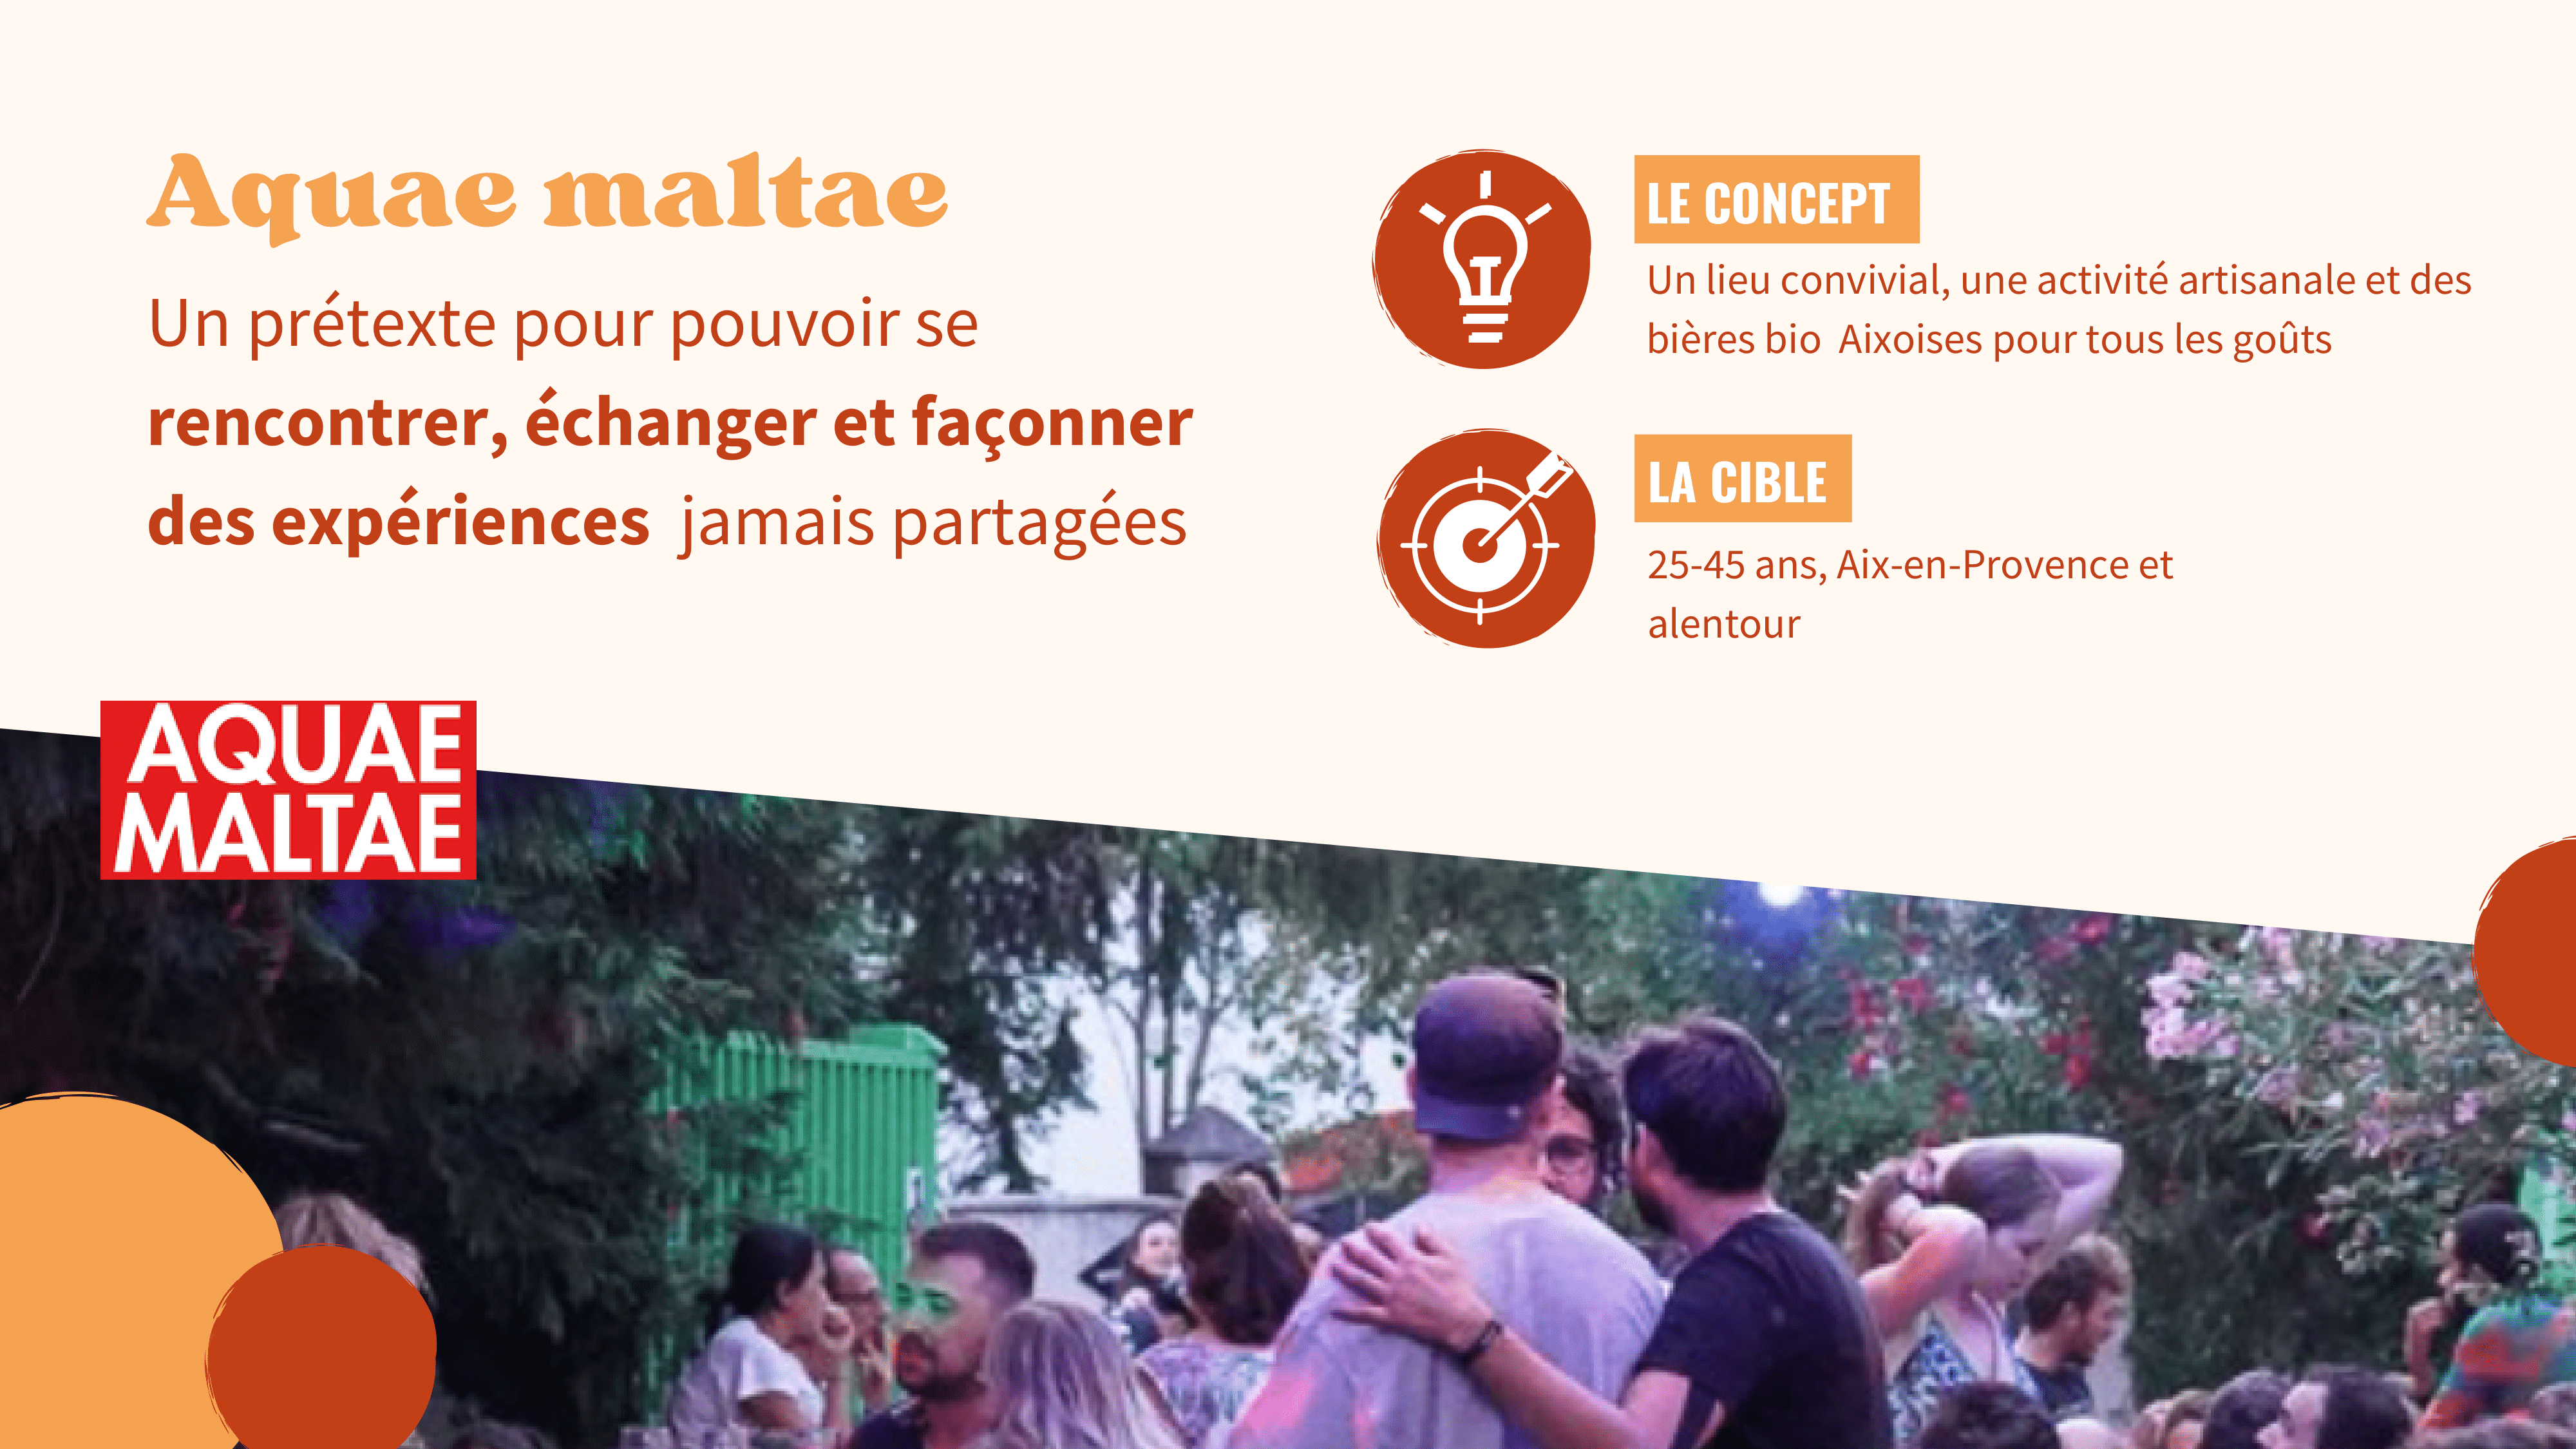 Aquae maltae
Un prétexte pour pouvoir se
rencontrer, échanger et façonner
des expériences jamais partagées
LE CONCEPT
Un lieu convivial, une activité artisanale et des
bières bio Aixoises pour tous les goûts
LA CIBLE
25-45 ans, Aix-en-Provence et
alentour
AQUAE
MALTAE